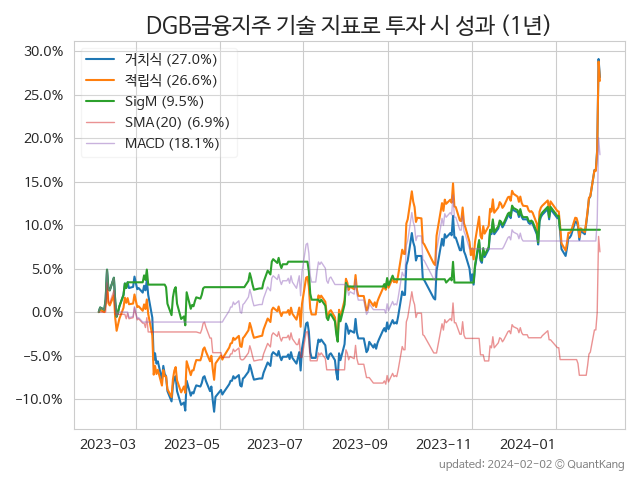 DGB금융지주 기술 지표로 투자 시 성과 (1년)
30.0%
25.0%
20.0%
15.0%
10.0%
5.0%
0.0%
−5.0%
−10.0%
거치식 (27.0%)
적립식 (26.6%)
SigM (9.5%)
SMA(20) (6.9%)
MACD (18.1%)
2023-03 2023-05 2023-07 2023-09 2023-11 2024-01
updated: 2024-02-02 © QuantKang